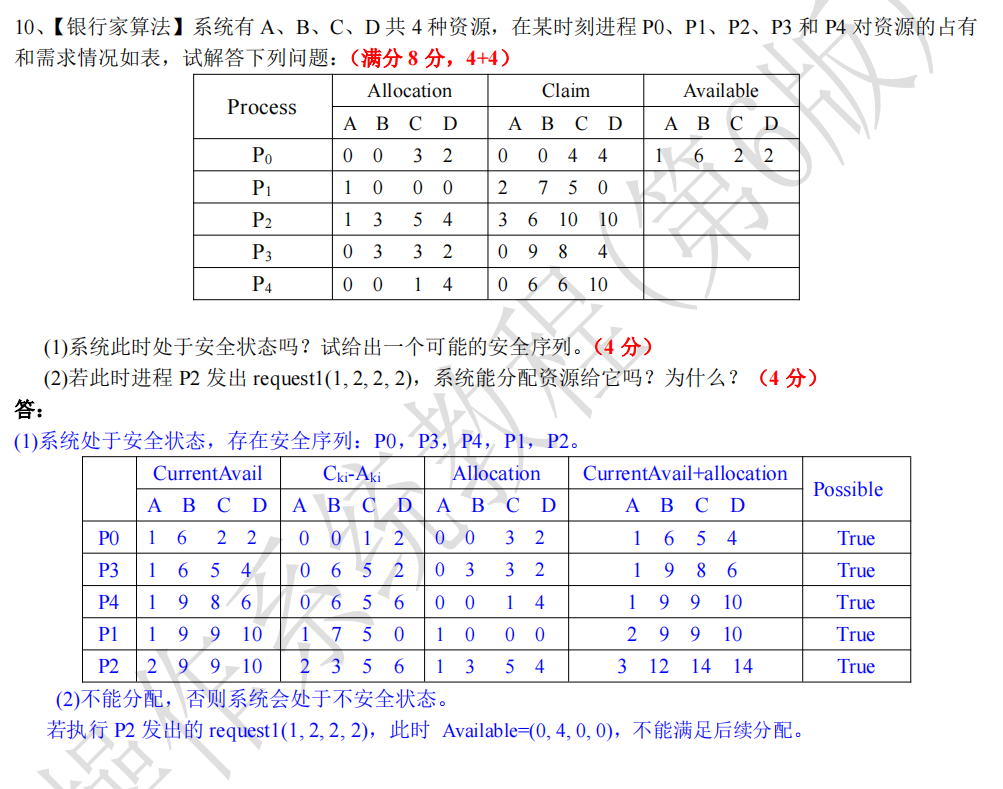 10、【银行家算法】系统有 A、B、C、D 共 4 种资源，在某时刻进程 P0、P1、P2、P3 和 P4 对资源的占有
和需求情况如表，试解答下列问题：（满分 8 分，4+4）
Process Allocation Claim Available
A B C D A B C D A B C D
P0 0 0 3 2 0 0 4 4 1 6 2 2
P1 1 0 0 0 2 7 5 0
P2 1 3 5 4 3 6 10 10
P3 0 3 3 2 0 9 8 4
P4 0 0 1 4 0 6 6 10
(1)系统此时处于安全状态吗？试给出一个可能的安全序列。（4 分）
(2)若此时进程 P2 发出 request1(1, 2, 2, 2)，系统能分配资源给它吗？为什么？（4 分）
答：
(1)系统处于安全状态，存在安全序列：P0，P3，P4，P1，P2。
CurrentAvail Cki-Aki Allocation CurrentAvail+allocation Possible
A B C D A B C D A B C D A B C D
P0 1 6 2 2 0 0 1 2 0 0 3 2 1 6 5 4 True
P3 1 6 5 4 0 6 5 2 0 3 3 2 1 9 8 6 True
P4 1 9 8 6 0 6 5 6 0 0 1 4 1 9 9 10 True
P1 1 9 9 10 1 7 5 0 1 0 0 0 2 9 9 10 True
P2 2 9 9 10 2 3 5 6 1 3 5 4 3 12 14 14 True
(2)不能分配，否则系统会处于不安全状态。
若执行 P2 发出的 request1(1, 2, 2, 2)，此时 Available=(0, 4, 0, 0)，不能满足后续分配。
操作系统教程(第6版)